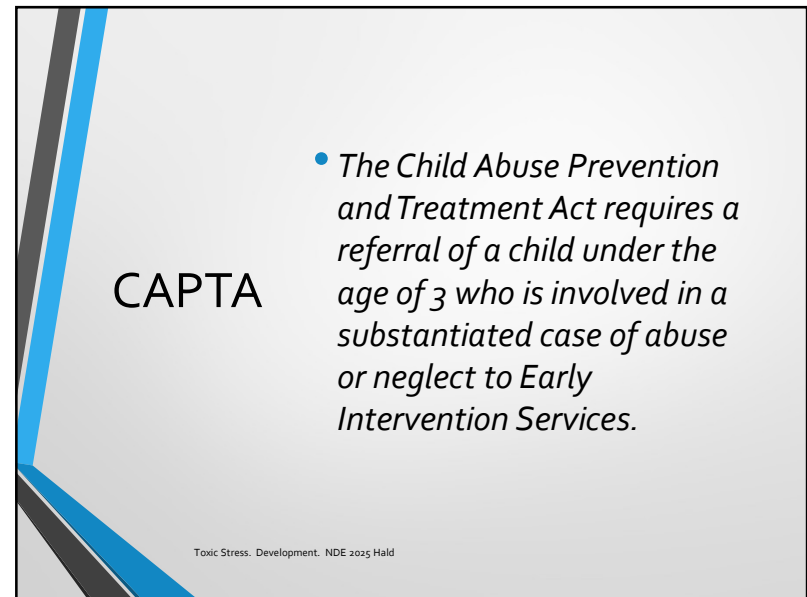 CAPTA
• The Child Abuse Prevention
and Treatment Act requires a
referral of a child under the
age of 3 who is involved in a
substantiated case of abuse
or neglect to Early
Intervention Services.
Toxic Stress. Development. NDE 2025 Hald